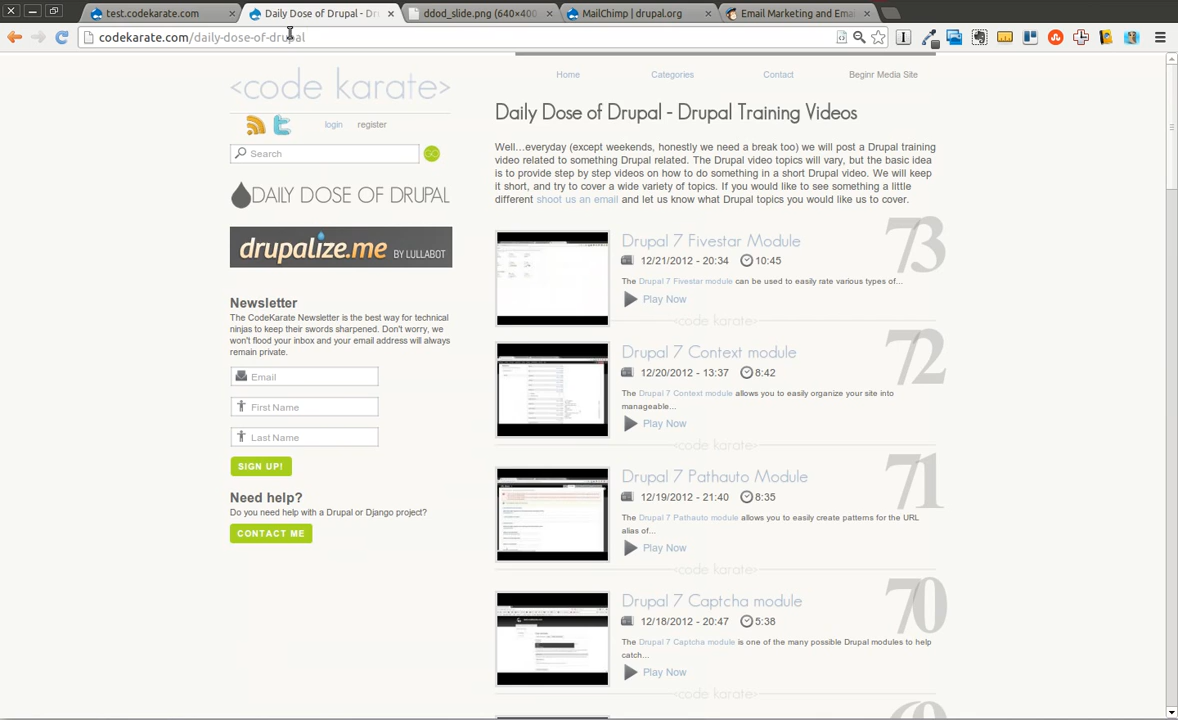 test.codekarate.com
Daily Dose of Drupal - Dr
ddod_slide.png (640×400
MailChimp | drupal.org
Email Marketing and Ema
codekarate.com/daily-dose-of-drupal
<code karate>
login register
Search
GO
DAILY DOSE OF DRUPAL
drupalize.me BY LULLABOT
Newsletter
The CodeKarate Newsletter is the best way for technical
ninjas to keep their swords sharpened. Don't worry, we
won't flood your inbox and your email address will always
remain private.
Email
First Name
Last Name
SIGN UP!
Need help?
Do you need help with a Drupal or Django project?
CONTACT ME
Home Categories Contact Beginr Media Site
Daily Dose of Drupal - Drupal Training Videos
Well...everyday (except weekends, honestly we need a break too) we will post a Drupal training
video related to something Drupal related. The Drupal video topics will vary, but the basic idea
is to provide step by step videos on how to do something in a short Drupal video. We will keep
it short, and try to cover a wide variety of topics. If you would like to see something a little
different shoot us an email and let us know what Drupal topics you would like us to cover.
Drupal 7 Fivestar Module
73
12/21/2012 - 20:34 10:45
The Drupal 7 Fivestar module can be used to easily rate various types of...
Play Now
<code karate>
Drupal 7 Context module
72
12/20/2012 - 13:37 8:42
The Drupal 7 Context module allows you to easily organize your site into
manageable...
Play Now
<code karate>
Drupal 7 Pathauto Module
71
12/19/2012 - 21:40 8:35
The Drupal 7 Pathauto module allows you to easily create patterns for the URL
alias of...
Play Now
<code karate>
Drupal 7 Captcha module
70
12/18/2012 - 20:47 5:38
The Drupal 7 Captcha module is one of the many possible Drupal modules to help
catch...
Play Now
<code karate>